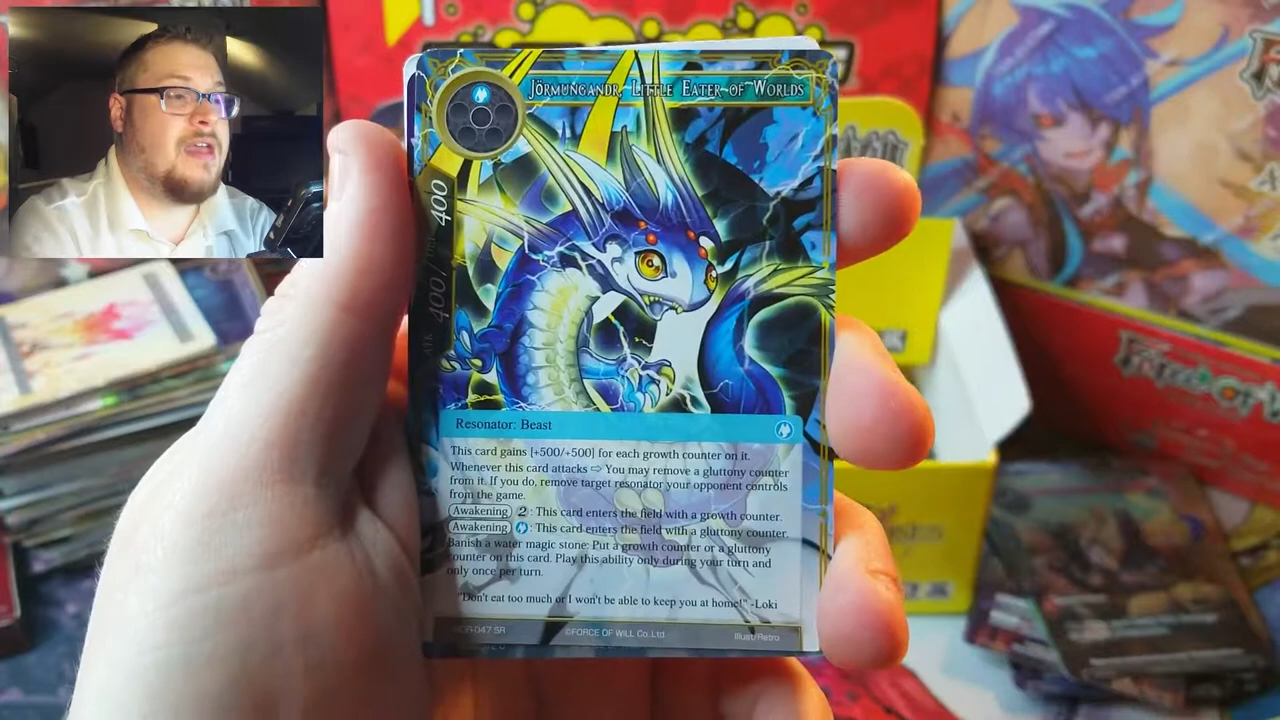 Jörmungandr, Little Eater of Worlds
400 / 400
Resonator: Beast
This card gains [+500/+500] for each growth counter on it.
Whenever this card attacks ⇨ You may remove a gluttony counter
from it. If you do, remove target resonator your opponent controls
from the game.
Awakening 2 : This card enters the field with a growth counter.
Awakening : This card enters the field with a gluttony counter.
Banish a water magic stone: Put a growth counter or a gluttony
counter on this card. Play this ability only during your turn and
only once per turn.
"Don't eat too much or I won't be able to keep you at home!" -Loki
047 SR ©FORCE OF WILL Co.,Ltd. Illust/Retro